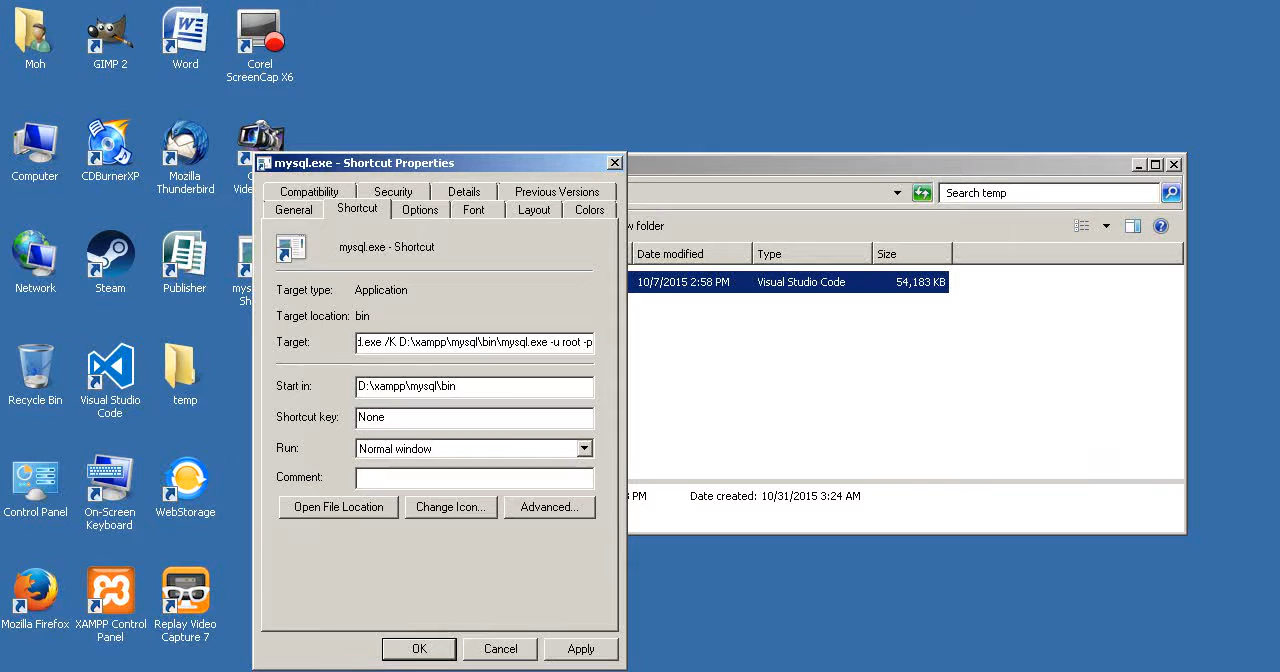 Moh
GIMP 2
Word
Corel
ScreenCap X6
Computer
CDBurnerXP
Mozilla
Thunderbird
Network
Steam
Publisher
Recycle Bin
Visual Studio
Code
temp
Control Panel
On-Screen
Keyboard
WebStorage
Mozilla Firefox
XAMPP Control
Panel
Replay Video
Capture 7
mysql.exe - Shortcut Properties
Compatibility
Security
Details
Previous Versions
General
Shortcut
Options
Font
Layout
Colors
mysql.exe - Shortcut
Target type: Application
Target location: bin
Target: d.exe /K D:\xampp\mysql\bin\mysql.exe -u root -p
Start in: D:\xampp\mysql\bin
Shortcut key: None
Run: Normal window
Comment:
Open File Location
Change Icon...
Advanced...
OK
Cancel
Apply
Search temp
folder
Date modified
Type
Size
10/7/2015 2:58 PM
Visual Studio Code
54,183 KB
PM
Date created: 10/31/2015 3:24 AM